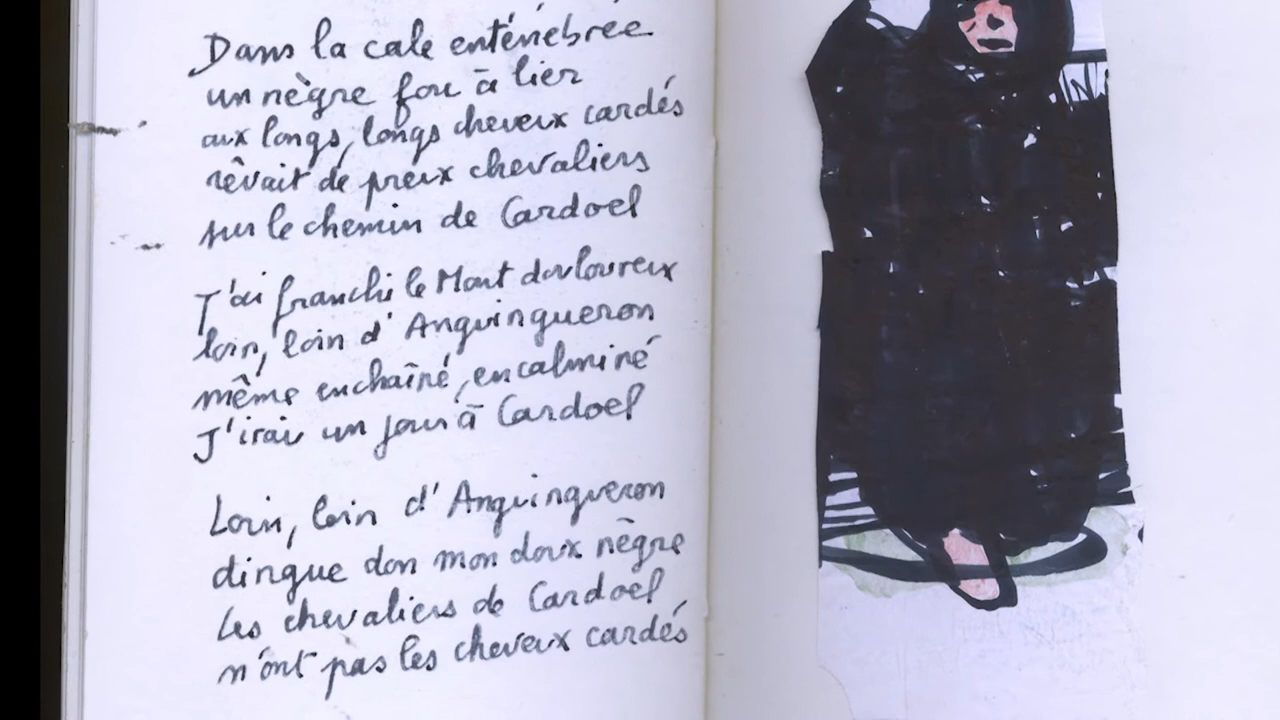 Dans la cale enténébrée
un nègre fou à lier
aux longs, longs cheveux cardés
rêvait de preux chevaliers
sur le chemin de Cardoel
J'ai franchi le Mont douloureux
loin, loin d'Anguingueron
même enchaîné, encalminé
J'irai un jour à Cardoel
Loin, loin d'Anguingueron
dingue don mon doux nègre
Les chevaliers de Cardoel
n'ont pas les cheveux cardés